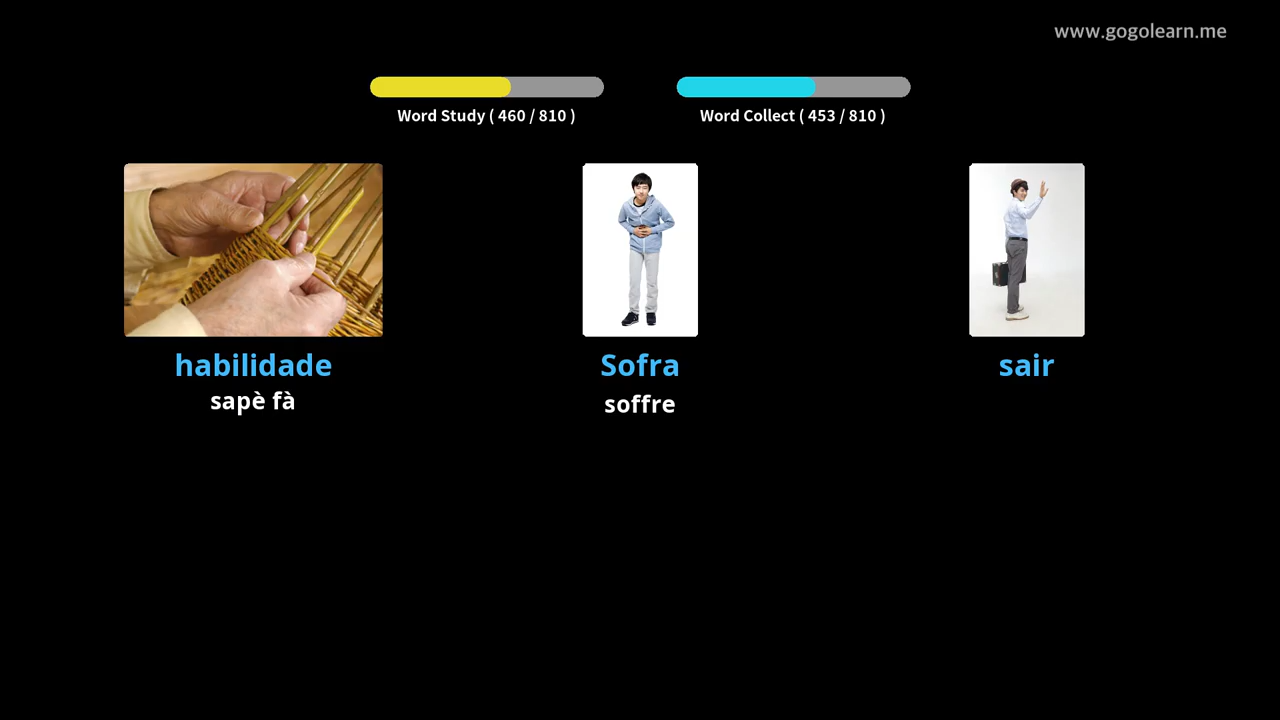 www.gogolearn.me
Word Study ( 460 / 810 )
Word Collect ( 453 / 810 )
habilidade
sapè fà
Sofra
soffre
sair